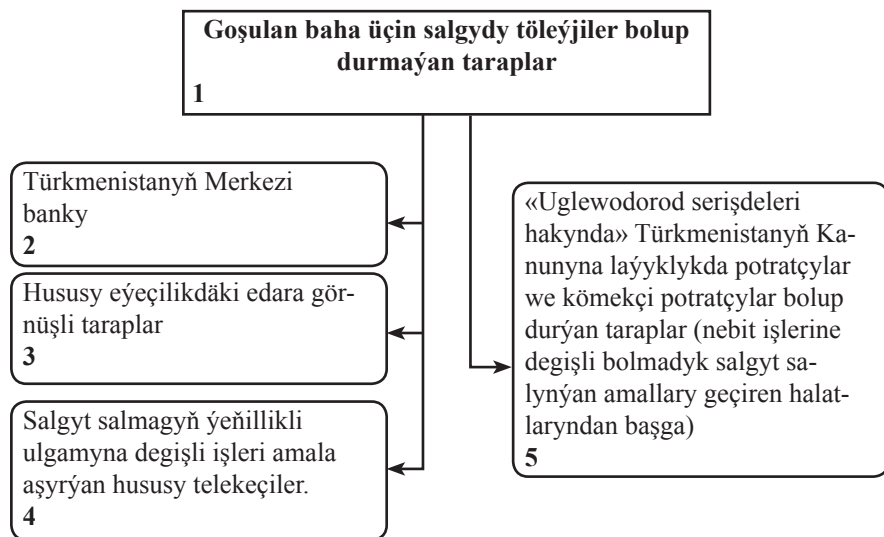 Goşulan baha üçin salgydy töleýjiler bolup
durmaýan taraplar
1
Türkmenistanyň Merkezi
banky
2
Hususy eýeçilikdäki edara gör-
nüşli taraplar
3
Salgyt salmagyň ýeňillikli
ulgamyna degişli işleri amala
aşyrýan hususy telekeçiler.
4
«Uglewodorod serişdeleri
hakynda» Türkmenistanyň Ka-
nunyna laýyklykda potratçylar
we kömekçi potratçylar bolup
durýan taraplar (nebit işlerine
degişli bolmadyk salgyt sa-
lynýan amallary geçiren halat-
laryndan başga)
5